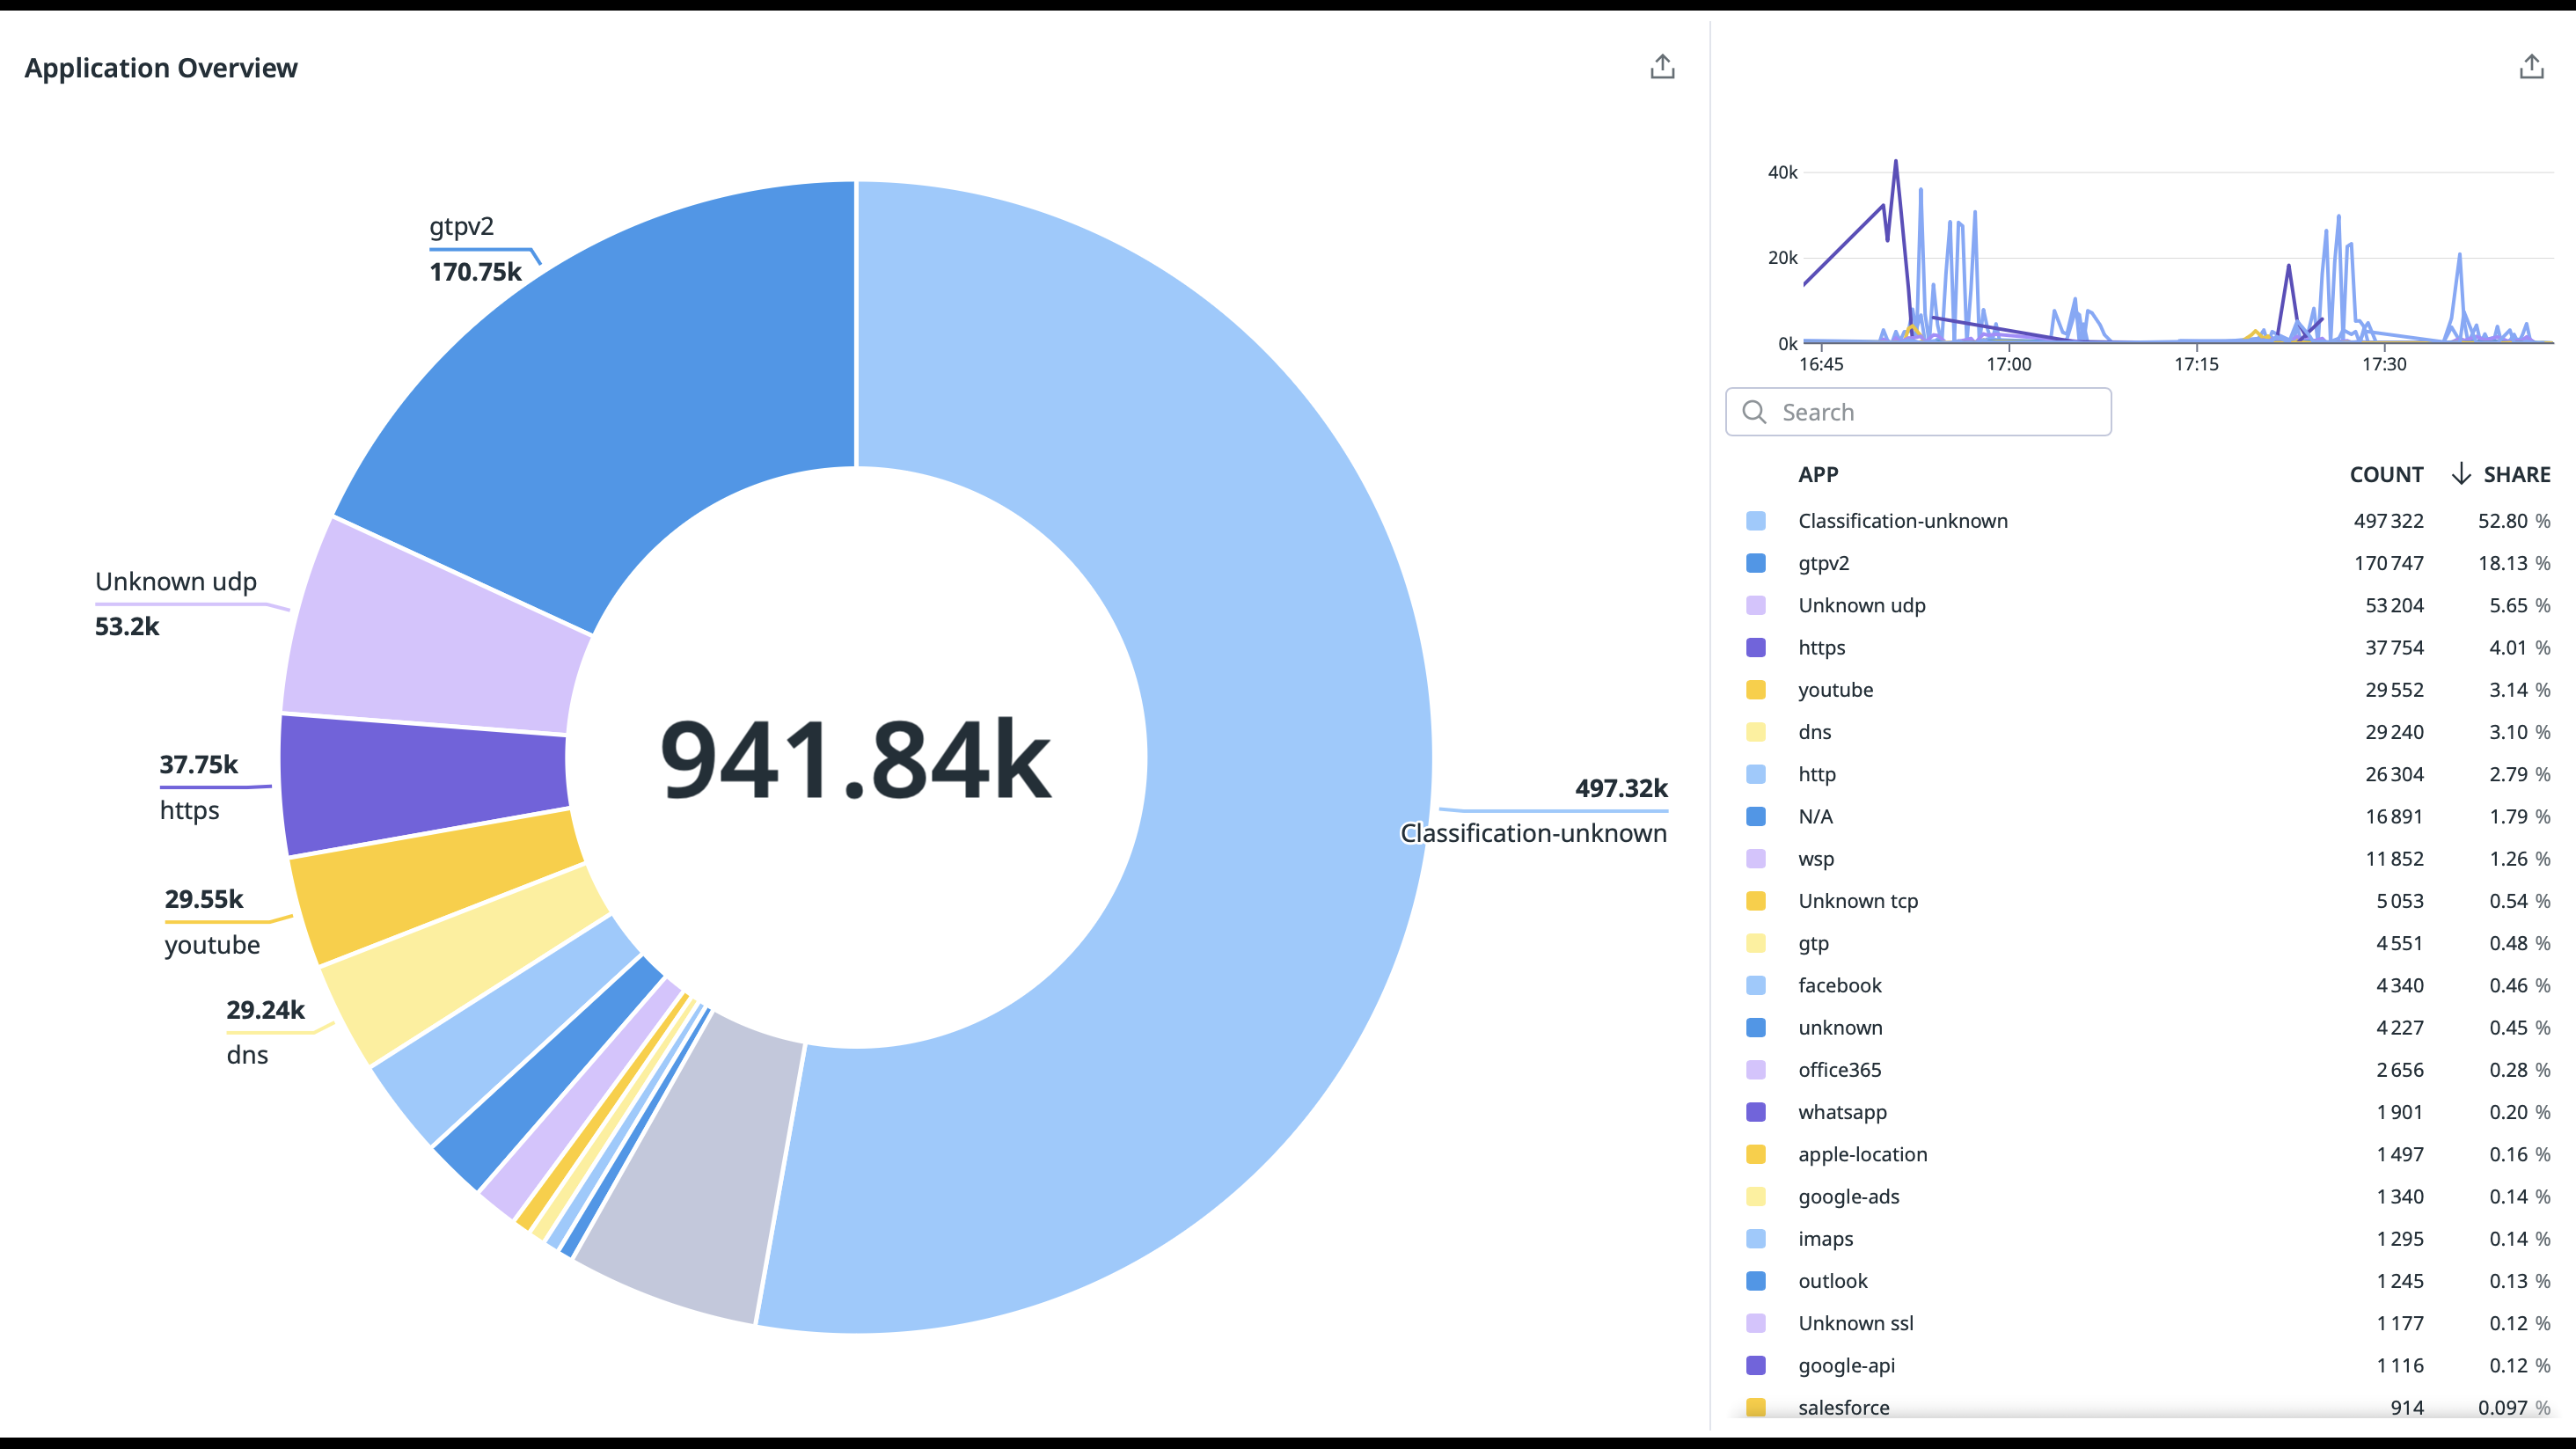 Application Overview
gtpv2
170.75k
Unknown udp
53.2k
37.75k
https
29.55k
youtube
29.24k
dns
941.84k
497.32k
Classification-unknown
40k
20k
0k
16:45 17:00 17:15 17:30
Search
APP COUNT SHARE
Classification-unknown 497 322 52.80 %
gtpv2 170 747 18.13 %
Unknown udp 53 204 5.65 %
https 37 754 4.01 %
youtube 29 552 3.14 %
dns 29 240 3.10 %
http 26 304 2.79 %
N/A 16 891 1.79 %
wsp 11 852 1.26 %
Unknown tcp 5 053 0.54 %
gtp 4 551 0.48 %
facebook 4 340 0.46 %
unknown 4 227 0.45 %
office365 2 656 0.28 %
whatsapp 1 901 0.20 %
apple-location 1 497 0.16 %
google-ads 1 340 0.14 %
imaps 1 295 0.14 %
outlook 1 245 0.13 %
Unknown ssl 1 177 0.12 %
google-api 1 116 0.12 %
salesforce 914 0.097 %